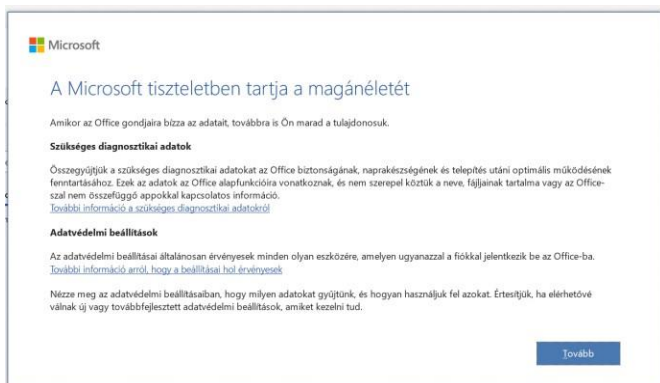 Microsoft
A Microsoft tiszteletben tartja a magánéletét
Amikor az Office gondjaira bízza az adatait, továbbra is Ön marad a tulajdonosuk.
Szükséges diagnosztikai adatok
Összegyűjtjük a szükséges diagnosztikai adatokat az Office biztonságának, naprakészségének és telepítés utáni optimális működésének
fenntartásához. Ezek az adatok az Office alapfunkcióira vonatkoznak, és nem szerepel köztük a neve, fájljainak tartalma vagy az Office-
szal nem összefüggő appokkal kapcsolatos információ.
További információ a szükséges diagnosztikai adatokról
Adatvédelmi beállítások
Az adatvédelmi beállításai általánosan érvényesek minden olyan eszközére, amelyen ugyanazzal a fiókkal jelentkezik be az Office-ba.
További információ arról, hogy a beállításai hol érvényesek
Nézze meg az adatvédelmi beállításaiban, hogy milyen adatokat gyűjtünk, és hogyan használjuk fel azokat. Értesítjük, ha elérhetővé
válnak új vagy továbbfejlesztett adatvédelmi beállítások, amiket kezelni tud.
Tovább